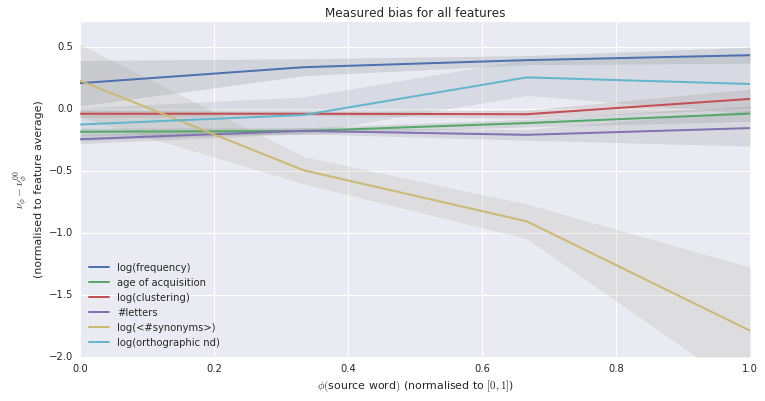 Measured bias for all features
ν_ϕ − ν_ϕ^00
(normalised to feature average)
0.5
0.0
−0.5
−1.0
−1.5
−2.0
log(frequency)
age of acquisition
log(clustering)
#letters
log(<#synonyms>)
log(orthographic nd)
0.0 0.2 0.4 0.6 0.8 1.0
ϕ(source word) (normalised to [0,1])